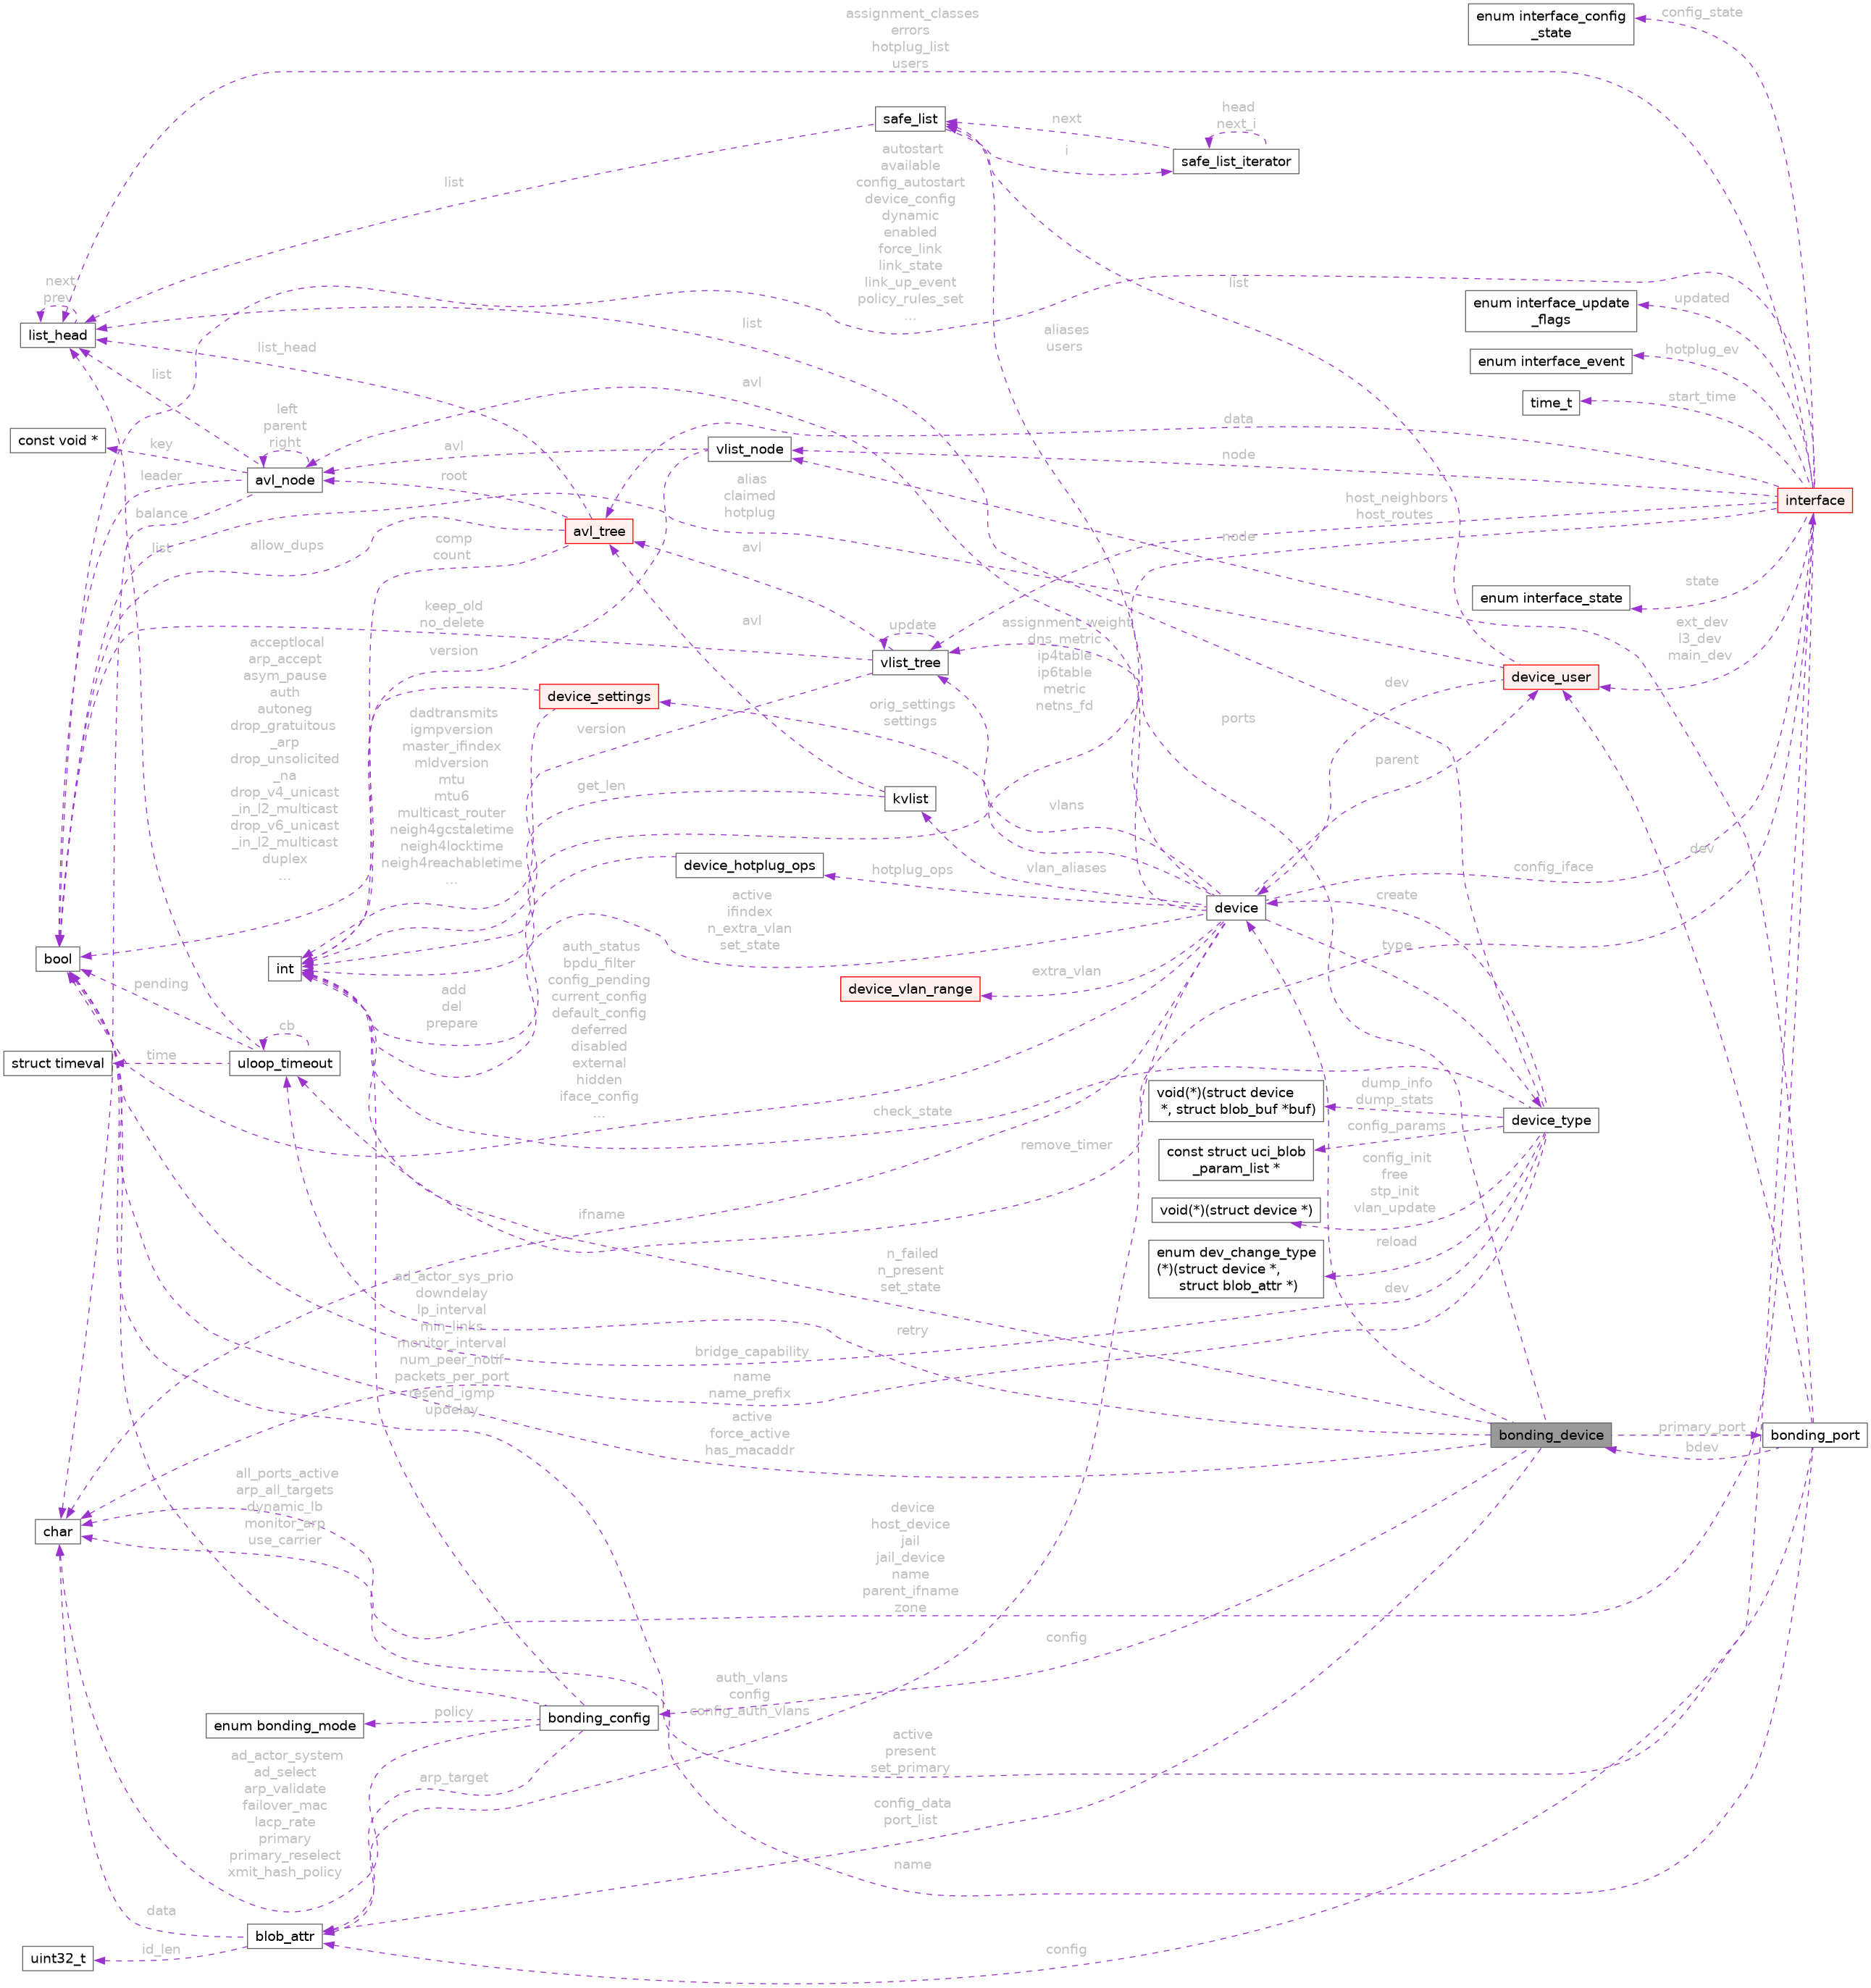 assignment_classes
errors
hotplug_list
users
enum interface_config
_state
config_state
safe_list
head
next_i
next
i
safe_list_iterator
list
autostart
available
config_autostart
device_config
dynamic
enabled
force_link
link_state
link_up_event
policy_rules_set
...
list
next
prev
list_head
list
aliases
users
enum interface_update
_flags
updated
enum interface_event
hotplug_ev
time_t
start_time
list_head
list
avl
const void *
key
left
parent
right
avl_node
avl
vlist_node
data
node
interface
leader
root
alias
claimed
hotplug
host_neighbors
host_routes
balance
list
allow_dups
comp
count
avl_tree
avl
node
enum interface_state
state
keep_old
no_delete
avl
update
vlist_tree
assignment_weight
dns_metric
ip4table
ip6table
metric
netns_fd
ext_dev
l3_dev
main_dev
device_user
dev
acceptlocal
arp_accept
asym_pause
auth
autoneg
drop_gratuitous
_arp
drop_unsolicited
_na
drop_v4_unicast
_in_l2_multicast
drop_v6_unicast
_in_l2_multicast
duplex
...
version
device_settings
orig_settings
settings
ports
dadtransmits
igmpversion
master_ifindex
mldversion
mtu
mtu6
multicast_router
neigh4gcstaletime
neigh4locktime
neigh4reachabletime
...
version
parent
get_len
kvlist
vlans
device_hotplug_ops
hotplug_ops
vlan_aliases
device
config_iface
dev
create
active
ifindex
n_extra_vlan
set_state
bool
int
auth_status
bpdu_filter
config_pending
current_config
default_config
deferred
disabled
external
hidden
iface_config
...
device_vlan_range
extra_vlan
type
pending
add
del
prepare
cb
struct timeval
time
uloop_timeout
check_state
void(*)(struct device
*, struct blob_buf *buf)
dump_info
dump_stats
device_type
remove_timer
const struct uci_blob
_param_list *
config_params
void(*)(struct device *)
config_init
free
stp_init
vlan_update
ifname
enum dev_change_type
(*)(struct device *,
struct blob_attr *)
reload
n_failed
n_present
set_state
dev
ad_actor_sys_prio
downdelay
lp_interval
min_links
monitor_interval
num_peer_notif
packets_per_port
resend_igmp
updelay
retry
bridge_capability
name
name_prefix
active
force_active
has_macaddr
bonding_device
primary_port
bdev
bonding_port
all_ports_active
arp_all_targets
dynamic_lb
monitor_arp
use_carrier
char
device
host_device
jail
jail_device
name
parent_ifname
zone
config
enum bonding_mode
policy
bonding_config
auth_vlans
config
config_auth_vlans
active
present
set_primary
ad_actor_system
ad_select
arp_validate
failover_mac
lacp_rate
primary
primary_reselect
xmit_hash_policy
arp_target
config_data
port_list
name
data
blob_attr
uint32_t
id_len
config